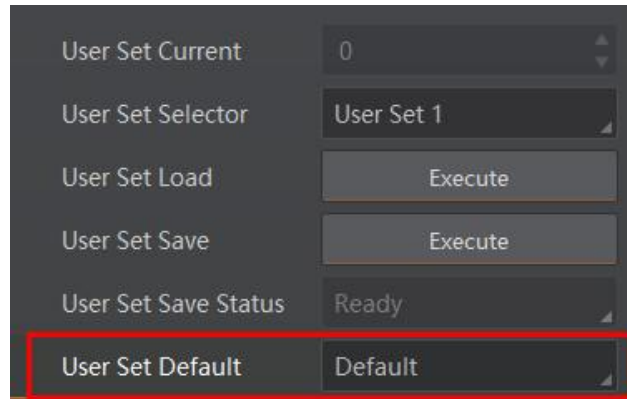 User Set Current 0
User Set Selector User Set 1
User Set Load Execute
User Set Save Execute
User Set Save Status Ready
User Set Default Default